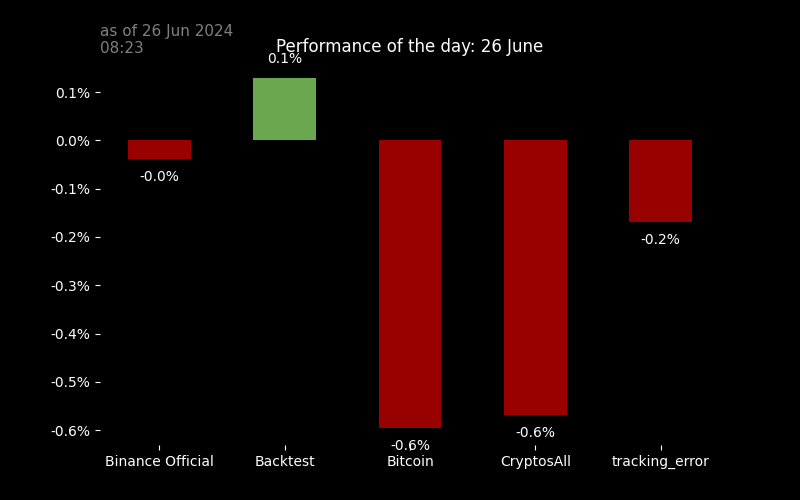 as of 26 Jun 2024
08:23
Performance of the day: 26 June
0.1%
0.1%
0.0%
-0.0%
-0.1%
-0.2%
-0.2%
-0.3%
-0.4%
-0.5%
-0.6%
-0.6%
-0.6%
Binance Official
Backtest
Bitcoin
CryptosAll
tracking_error